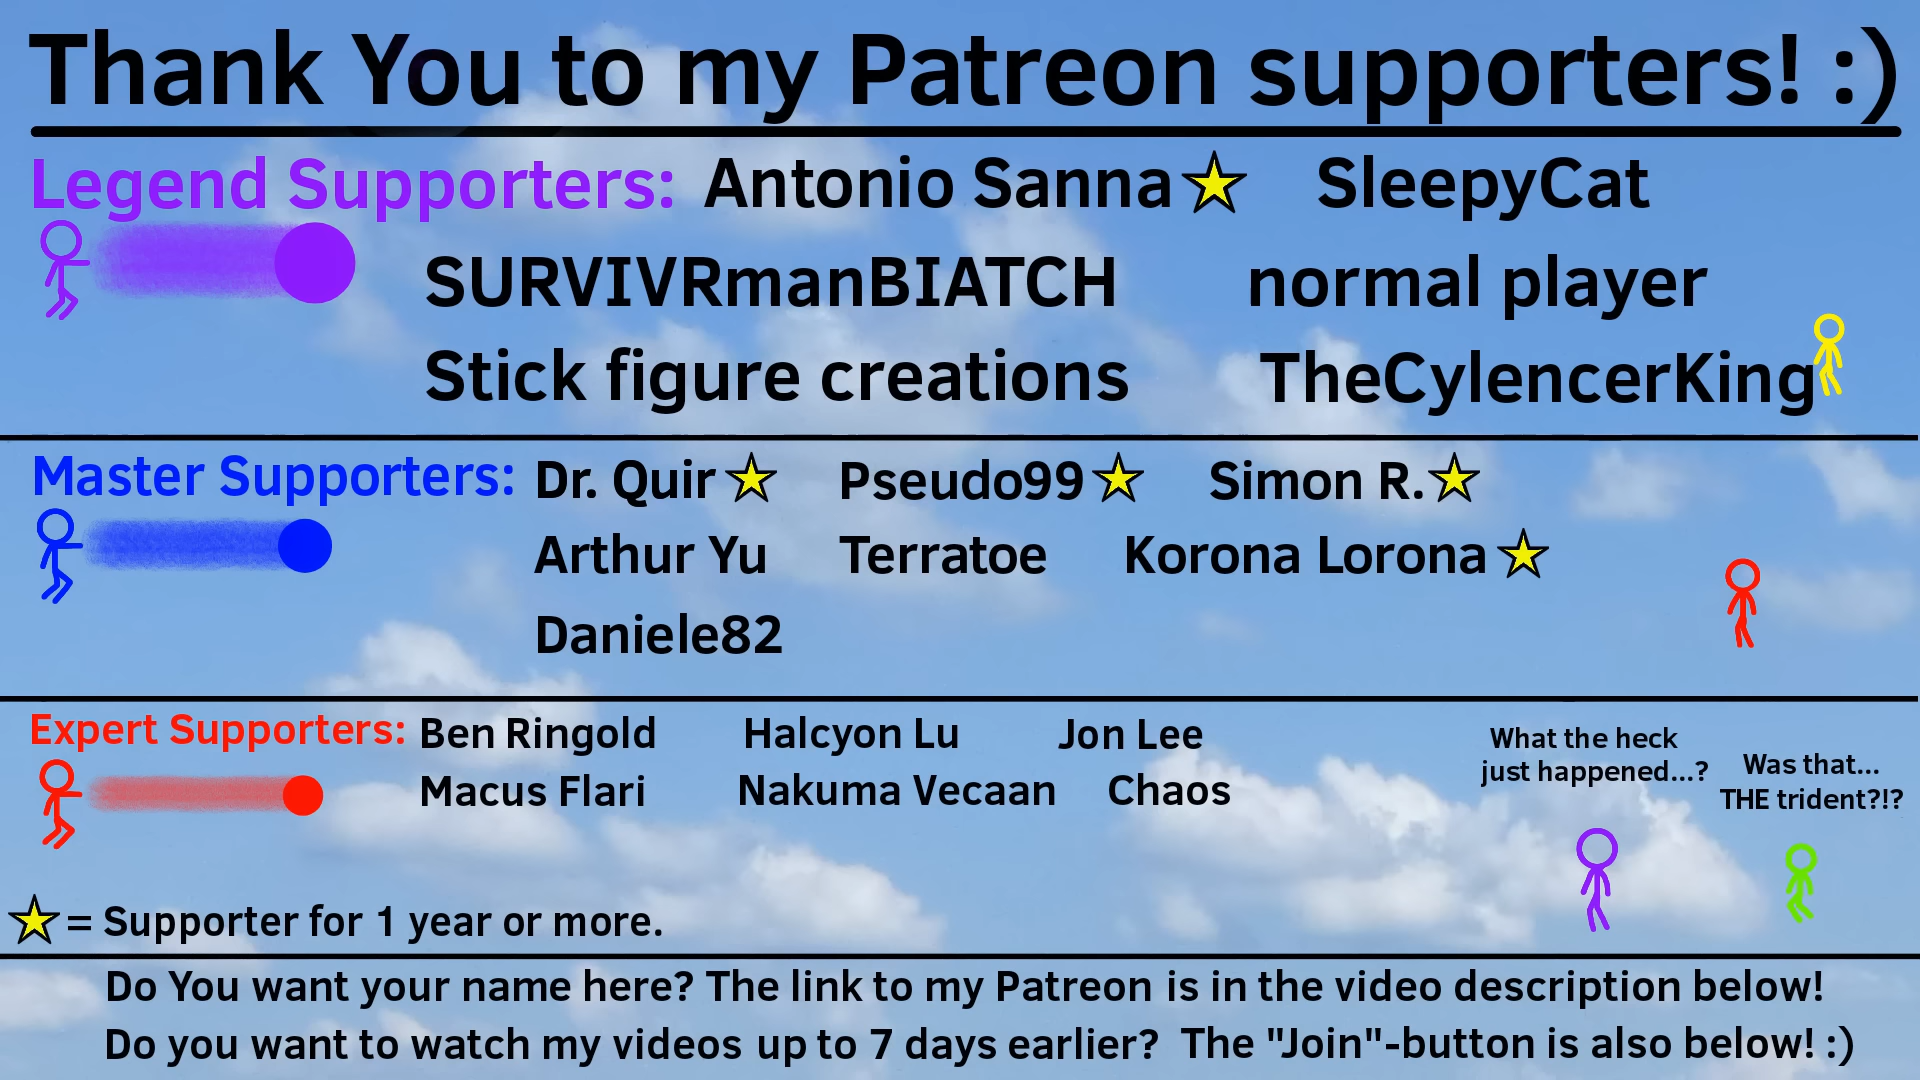 Thank You to my Patreon supporters! :)
Legend Supporters: Antonio Sanna SleepyCat
SURVIVRmanBIATCH normal player
Stick figure creations TheCylencerKing
Master Supporters: Dr. Quir Pseudo99 Simon R.
Arthur Yu Terratoe Korona Lorona
Daniele82
Expert Supporters: Ben Ringold Halcyon Lu Jon Lee
Macus Flari Nakuma Vecaan Chaos
What the heck
just happened...?
Was that...
THE trident?!?
= Supporter for 1 year or more.
Do You want your name here? The link to my Patreon is in the video description below!
Do you want to watch my videos up to 7 days earlier? The "Join"-button is also below! :)